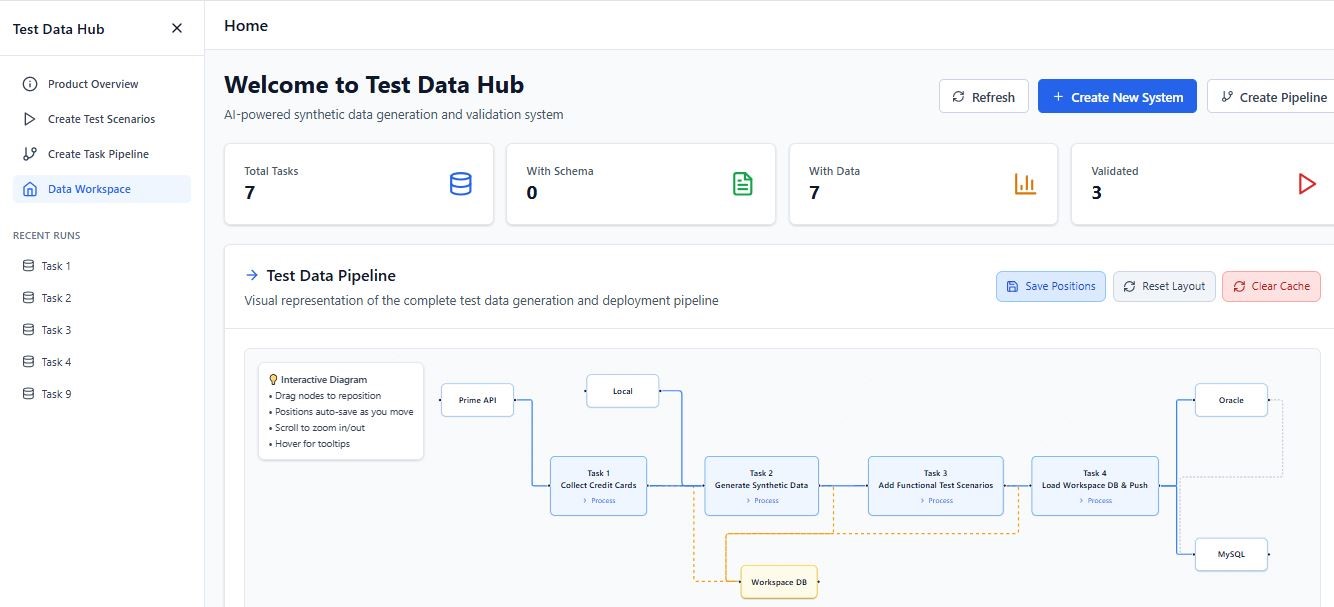 Test Data Hub
Product Overview
Create Test Scenarios
Create Task Pipeline
Data Workspace
RECENT RUNS
Task 1
Task 2
Task 3
Task 4
Task 9
Home
Welcome to Test Data Hub
AI-powered synthetic data generation and validation system
Refresh
+ Create New System
Create Pipeline
Total Tasks
7
With Schema
0
With Data
7
Validated
3
Test Data Pipeline
Visual representation of the complete test data generation and deployment pipeline
Save Positions
Reset Layout
Clear Cache
💡 Interactive Diagram
• Drag nodes to reposition
• Positions auto-save as you move
• Scroll to zoom in/out
• Hover for tooltips
Prime API
Local
Oracle
Task 1
Collect Credit Cards
> Process
Task 2
Generate Synthetic Data
> Process
Task 3
Add Functional Test Scenarios
> Process
Task 4
Load Workspace DB & Push
> Process
MySQL
Workspace DB